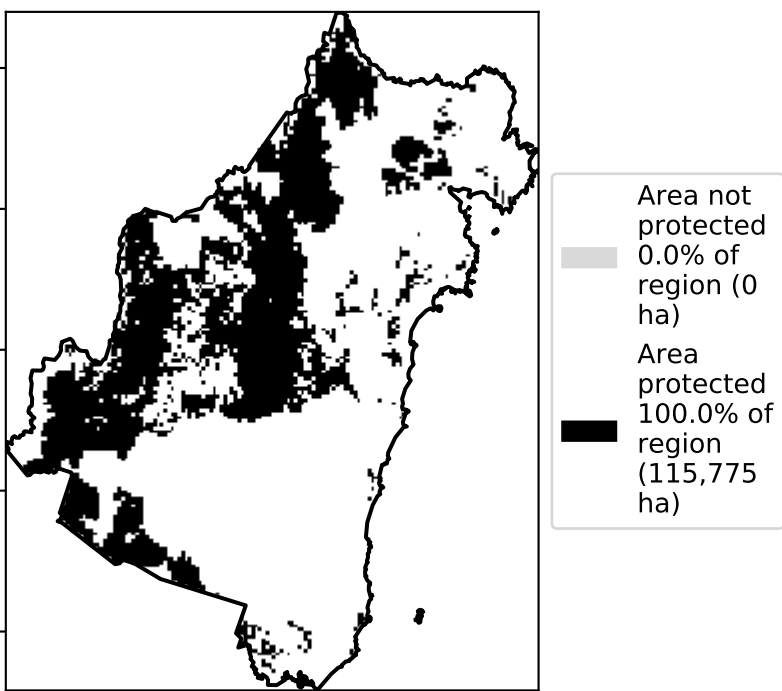 Area not
protected
0.0% of
region (0
ha)
Area
protected
100.0% of
region
(115,775
ha)